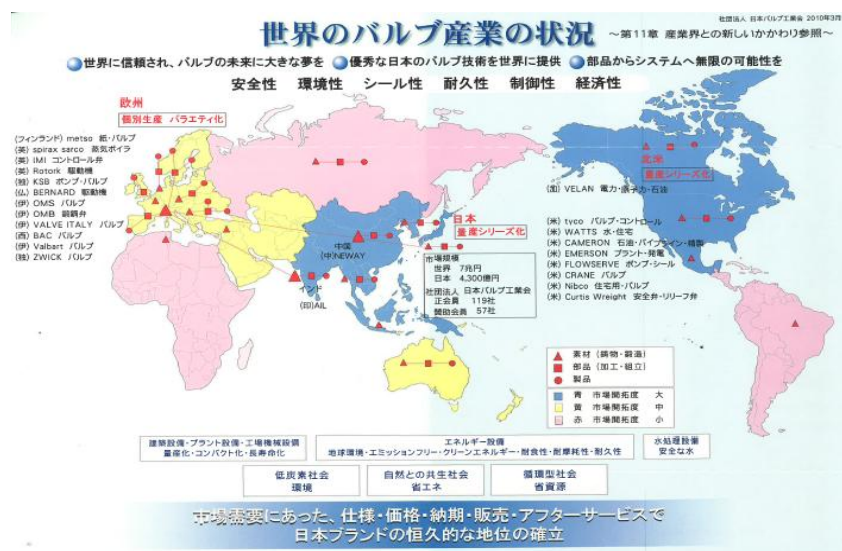 社団法人 日本バルブ工業会 2010年3月
世界のバルブ産業の状況
～第11章 産業界との新しいかかわり参照～
世界に信頼され、バルブの未来に大きな夢を
優秀な日本のバルブ技術を世界に提供
部品からシステムへ無限の可能性を
安全性 環境性 シール性 耐久性 制御性 経済性
欧州
個別生産 バラエティ化
(フィンランド) metso 紙・バルブ
(英) spirax sarco 蒸気ボイラ
(英) IMI コントロール弁
(英) Rotork 駆動機
(独) KSB ポンプ・バルブ
(仏) BERNARD 駆動機
(伊) OMS バルブ
(伊) OMB 鍛鋼弁
(伊) VALVE ITALY バルブ
(西) BAC バルブ
(伊) Valbart バルブ
(独) ZWICK バルブ
中国
(中)NEWAY
インド
(印)AIL
日本
量産シリーズ化
市場規模
世界 7兆円
日本 4,300億円
社団法人 日本バルブ工業会
正会員 119社
賛助会員 57社
北米
量産シリーズ化
(加) VELAN 電力・原子力・石油
(米) tyco バルブ・コントロール
(米) WATTS 水・住宅
(米) CAMERON 石油・パイプライン・精製
(米) EMERSON プラント・発電
(米) FLOWSERVE ポンプ・シール
(米) CRANE バルブ
(米) Nibco 住宅用・バルブ
(米) Curtis Wreight 安全弁・リリーフ弁
素材 (鋳物・鍛造)
部品 (加工・組立)
製品
青 市場開拓度 大
黄 市場開拓度 中
赤 市場開拓度 小
建築設備・プラント設備・工場機械設備
量産化・コンパクト化・長寿命化
エネルギー設備
地球環境・エミッションフリー・クリーンエネルギー・耐食性・耐摩耗性・耐久性
水処理設備
安全な水
低炭素社会
環境
自然との共生社会
省エネ
循環型社会
省資源
市場需要にあった、仕様・価格・納期・販売・アフターサービスで
日本ブランドの恒久的な地位の確立